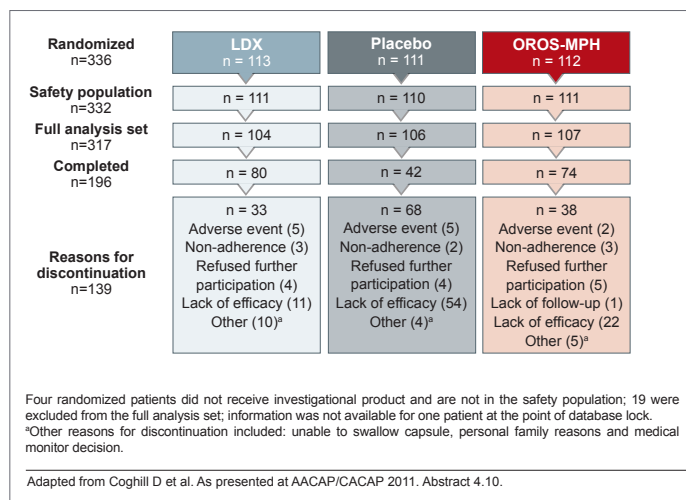 Randomized
n=336
LDX
n = 113
Placebo
n = 111
OROS-MPH
n = 112
Safety population
n=332
n = 111
n = 110
n = 111
Full analysis set
n=317
n = 104
n = 106
n = 107
Completed
n=196
n = 80
n = 42
n = 74
Reasons for
discontinuation
n=139
n = 33
Adverse event (5)
Non-adherence (3)
Refused further
participation (4)
Lack of efficacy (11)
Other (10)ᵃ
n = 68
Adverse event (5)
Non-adherence (2)
Refused further
participation (4)
Lack of efficacy (54)
Other (4)ᵃ
n = 38
Adverse event (2)
Non-adherence (3)
Refused further
participation (5)
Lack of follow-up (1)
Lack of efficacy (22
Other (5)ᵃ
Four randomized patients did not receive investigational product and are not in the safety population; 19 were
excluded from the full analysis set; information was not available for one patient at the point of database lock.
ᵃOther reasons for discontinuation included: unable to swallow capsule, personal family reasons and medical
monitor decision.
Adapted from Coghill D et al. As presented at AACAP/CACAP 2011. Abstract 4.10.